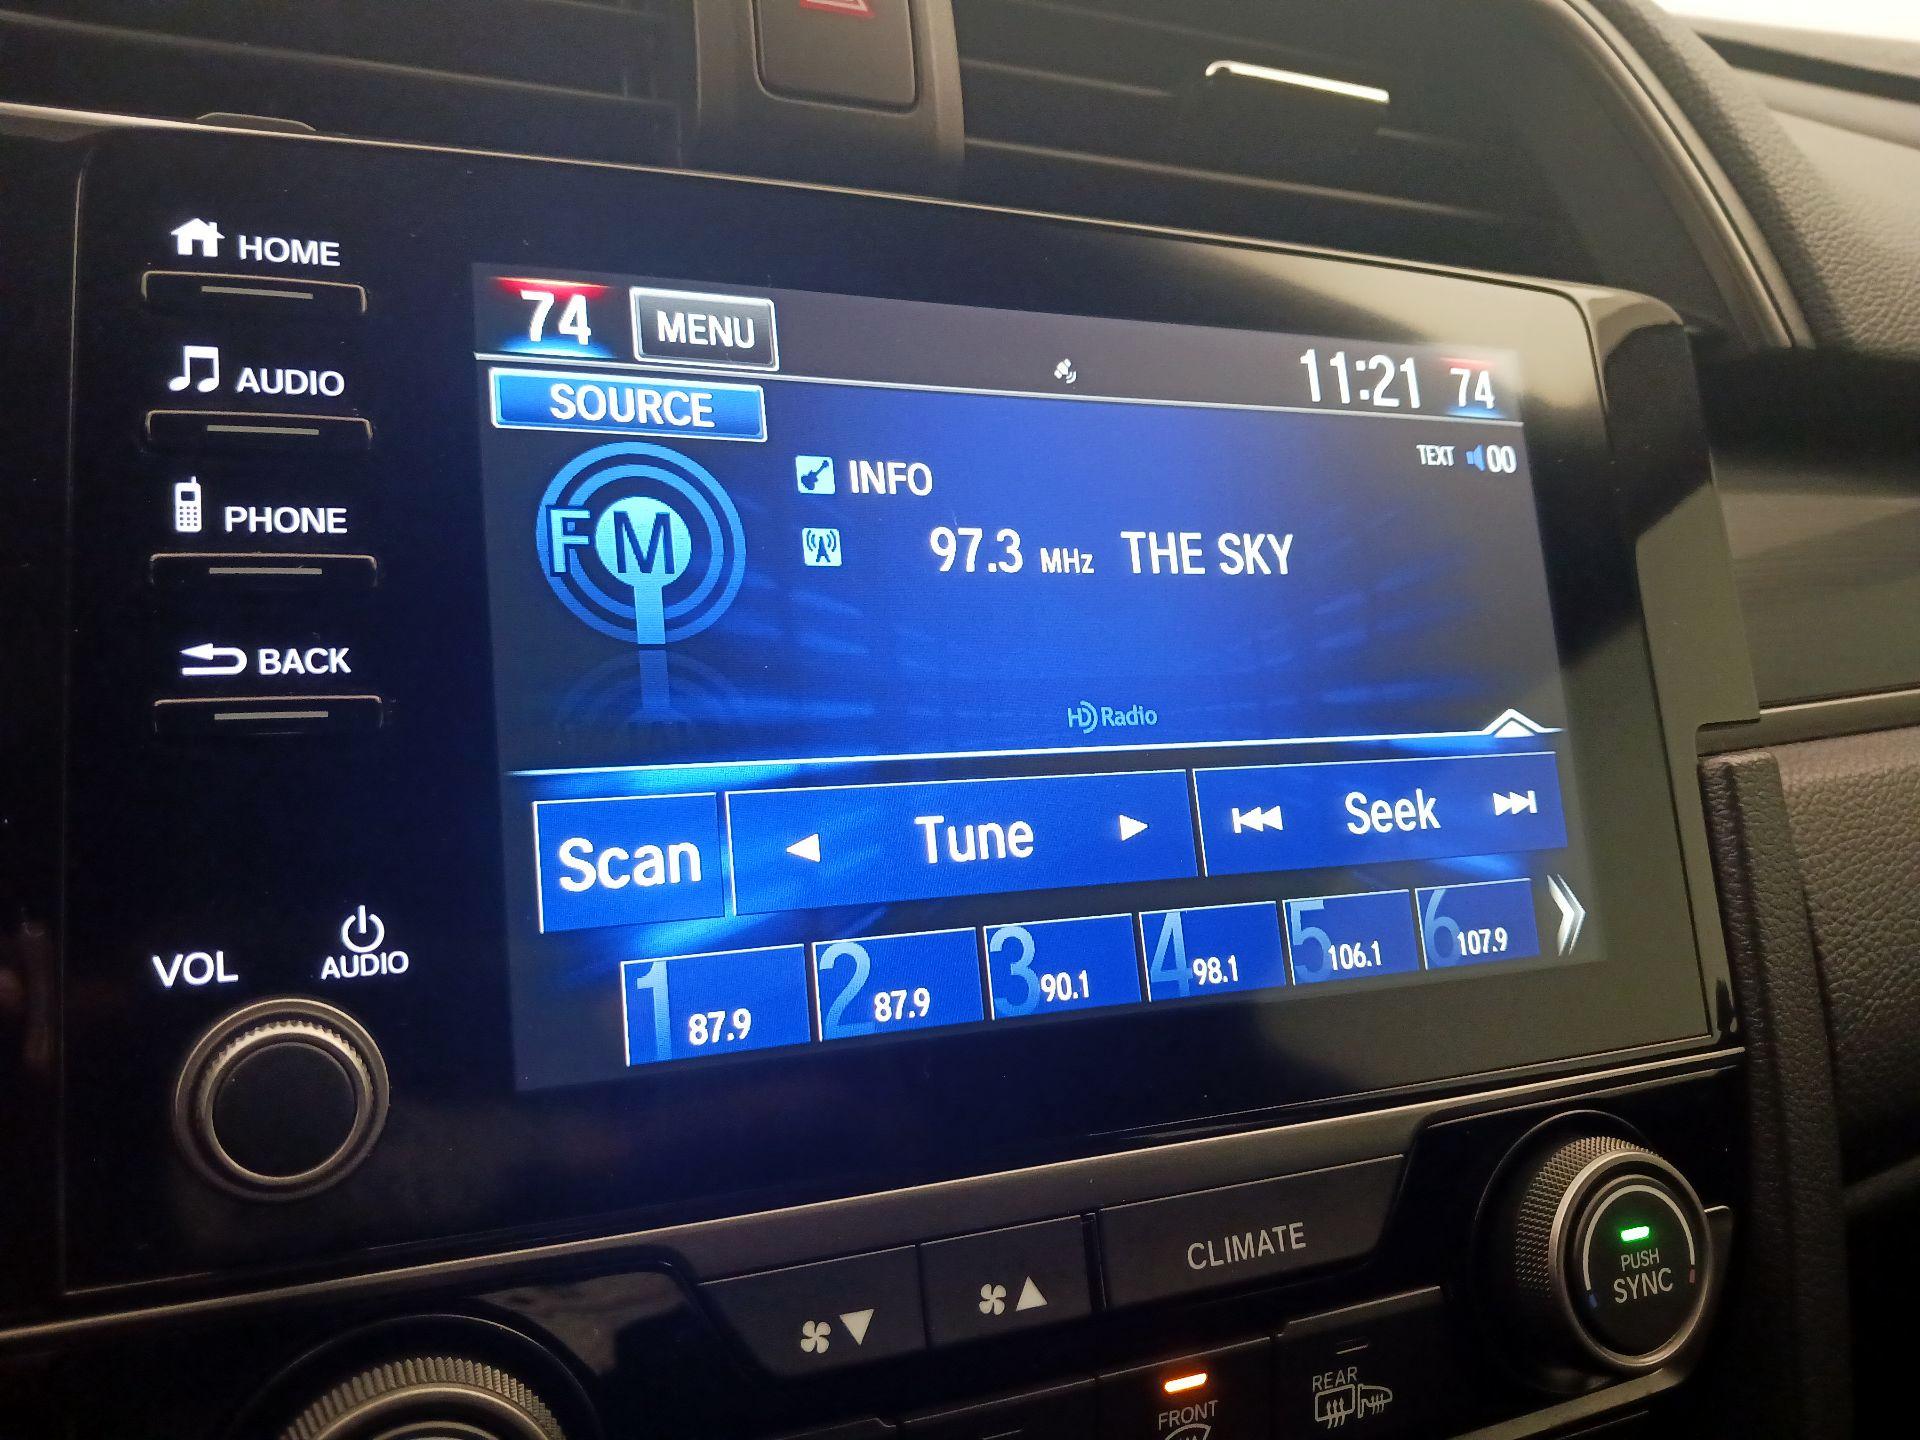 HOME
AUDIO
PHONE
BACK
VOL
AUDIO
74 MENU 11:21 74
SOURCE
TEXT 00
FM
INFO
97.3 MHz THE SKY
HD Radio
Scan Tune Seek
1 87.9 2 87.9 3 90.1 4 98.1 5 106.1 6 107.9
CLIMATE
PUSH
SYNC
FRONT
REAR